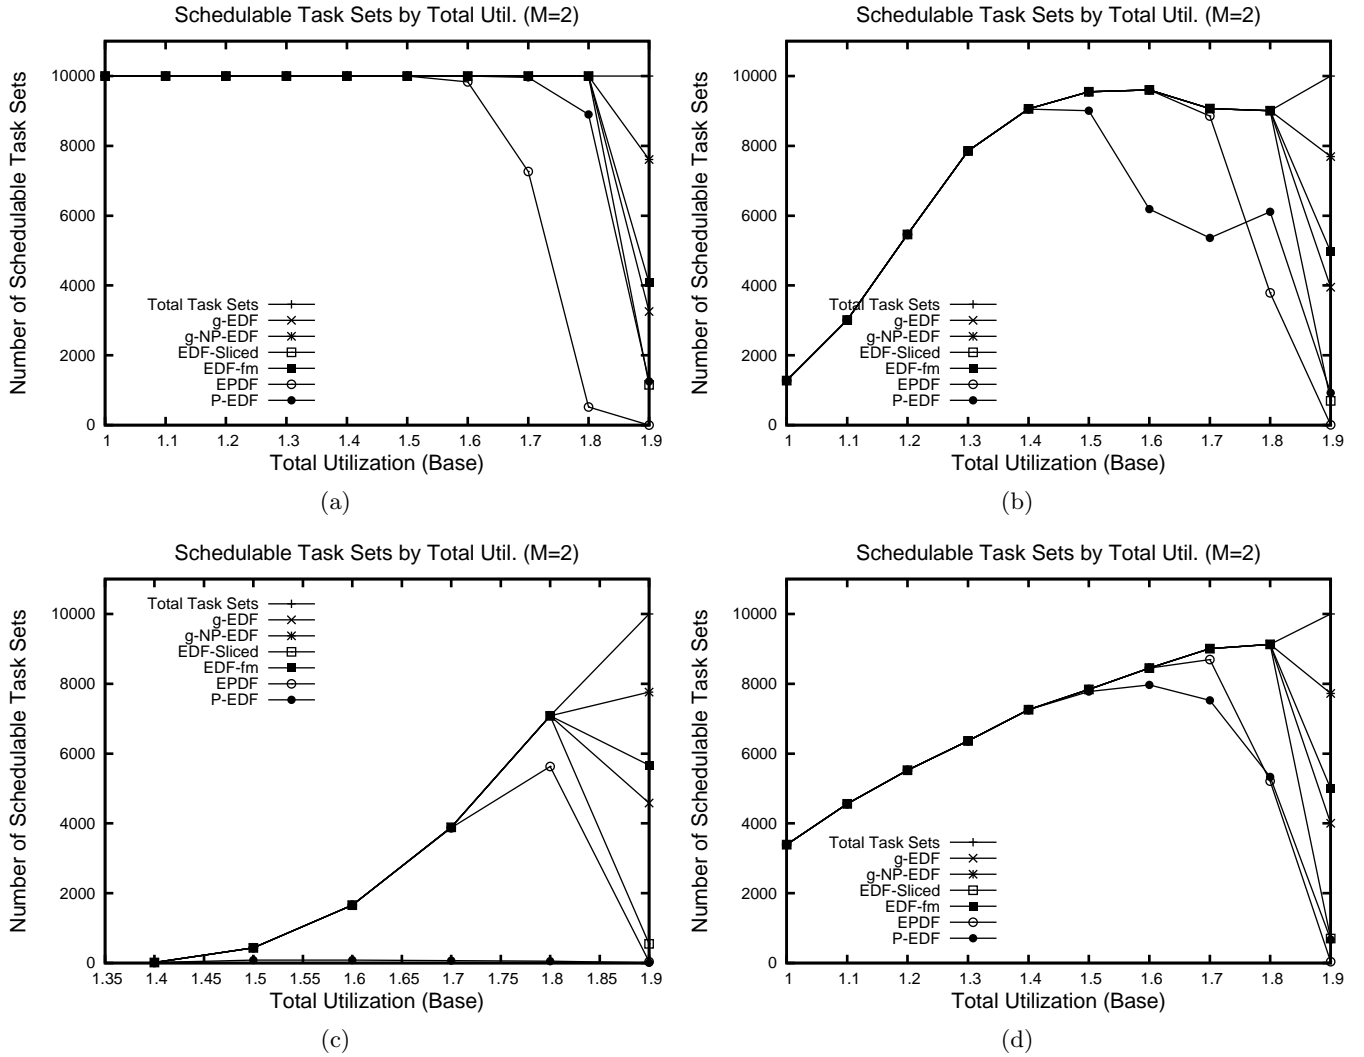 Schedulable Task Sets by Total Util. (M=2)
Number of Schedulable Task Sets
10000
8000
6000
4000
2000
0
Total Task Sets
g-EDF
g-NP-EDF
EDF-Sliced
EDF-fm
EPDF
P-EDF
1 1.1 1.2 1.3 1.4 1.5 1.6 1.7 1.8 1.9
Total Utilization (Base)
(a)
Schedulable Task Sets by Total Util. (M=2)
Number of Schedulable Task Sets
10000
8000
6000
4000
2000
0
Total Task Sets
g-EDF
g-NP-EDF
EDF-Sliced
EDF-fm
EPDF
P-EDF
1 1.1 1.2 1.3 1.4 1.5 1.6 1.7 1.8 1.9
Total Utilization (Base)
(b)
Schedulable Task Sets by Total Util. (M=2)
Number of Schedulable Task Sets
10000
8000
6000
4000
2000
0
Total Task Sets
g-EDF
g-NP-EDF
EDF-Sliced
EDF-fm
EPDF
P-EDF
1.35 1.4 1.45 1.5 1.55 1.6 1.65 1.7 1.75 1.8 1.85 1.9
Total Utilization (Base)
(c)
Schedulable Task Sets by Total Util. (M=2)
Number of Schedulable Task Sets
10000
8000
6000
4000
2000
0
Total Task Sets
g-EDF
g-NP-EDF
EDF-Sliced
EDF-fm
EPDF
P-EDF
1 1.1 1.2 1.3 1.4 1.5 1.6 1.7 1.8 1.9
Total Utilization (Base)
(d)